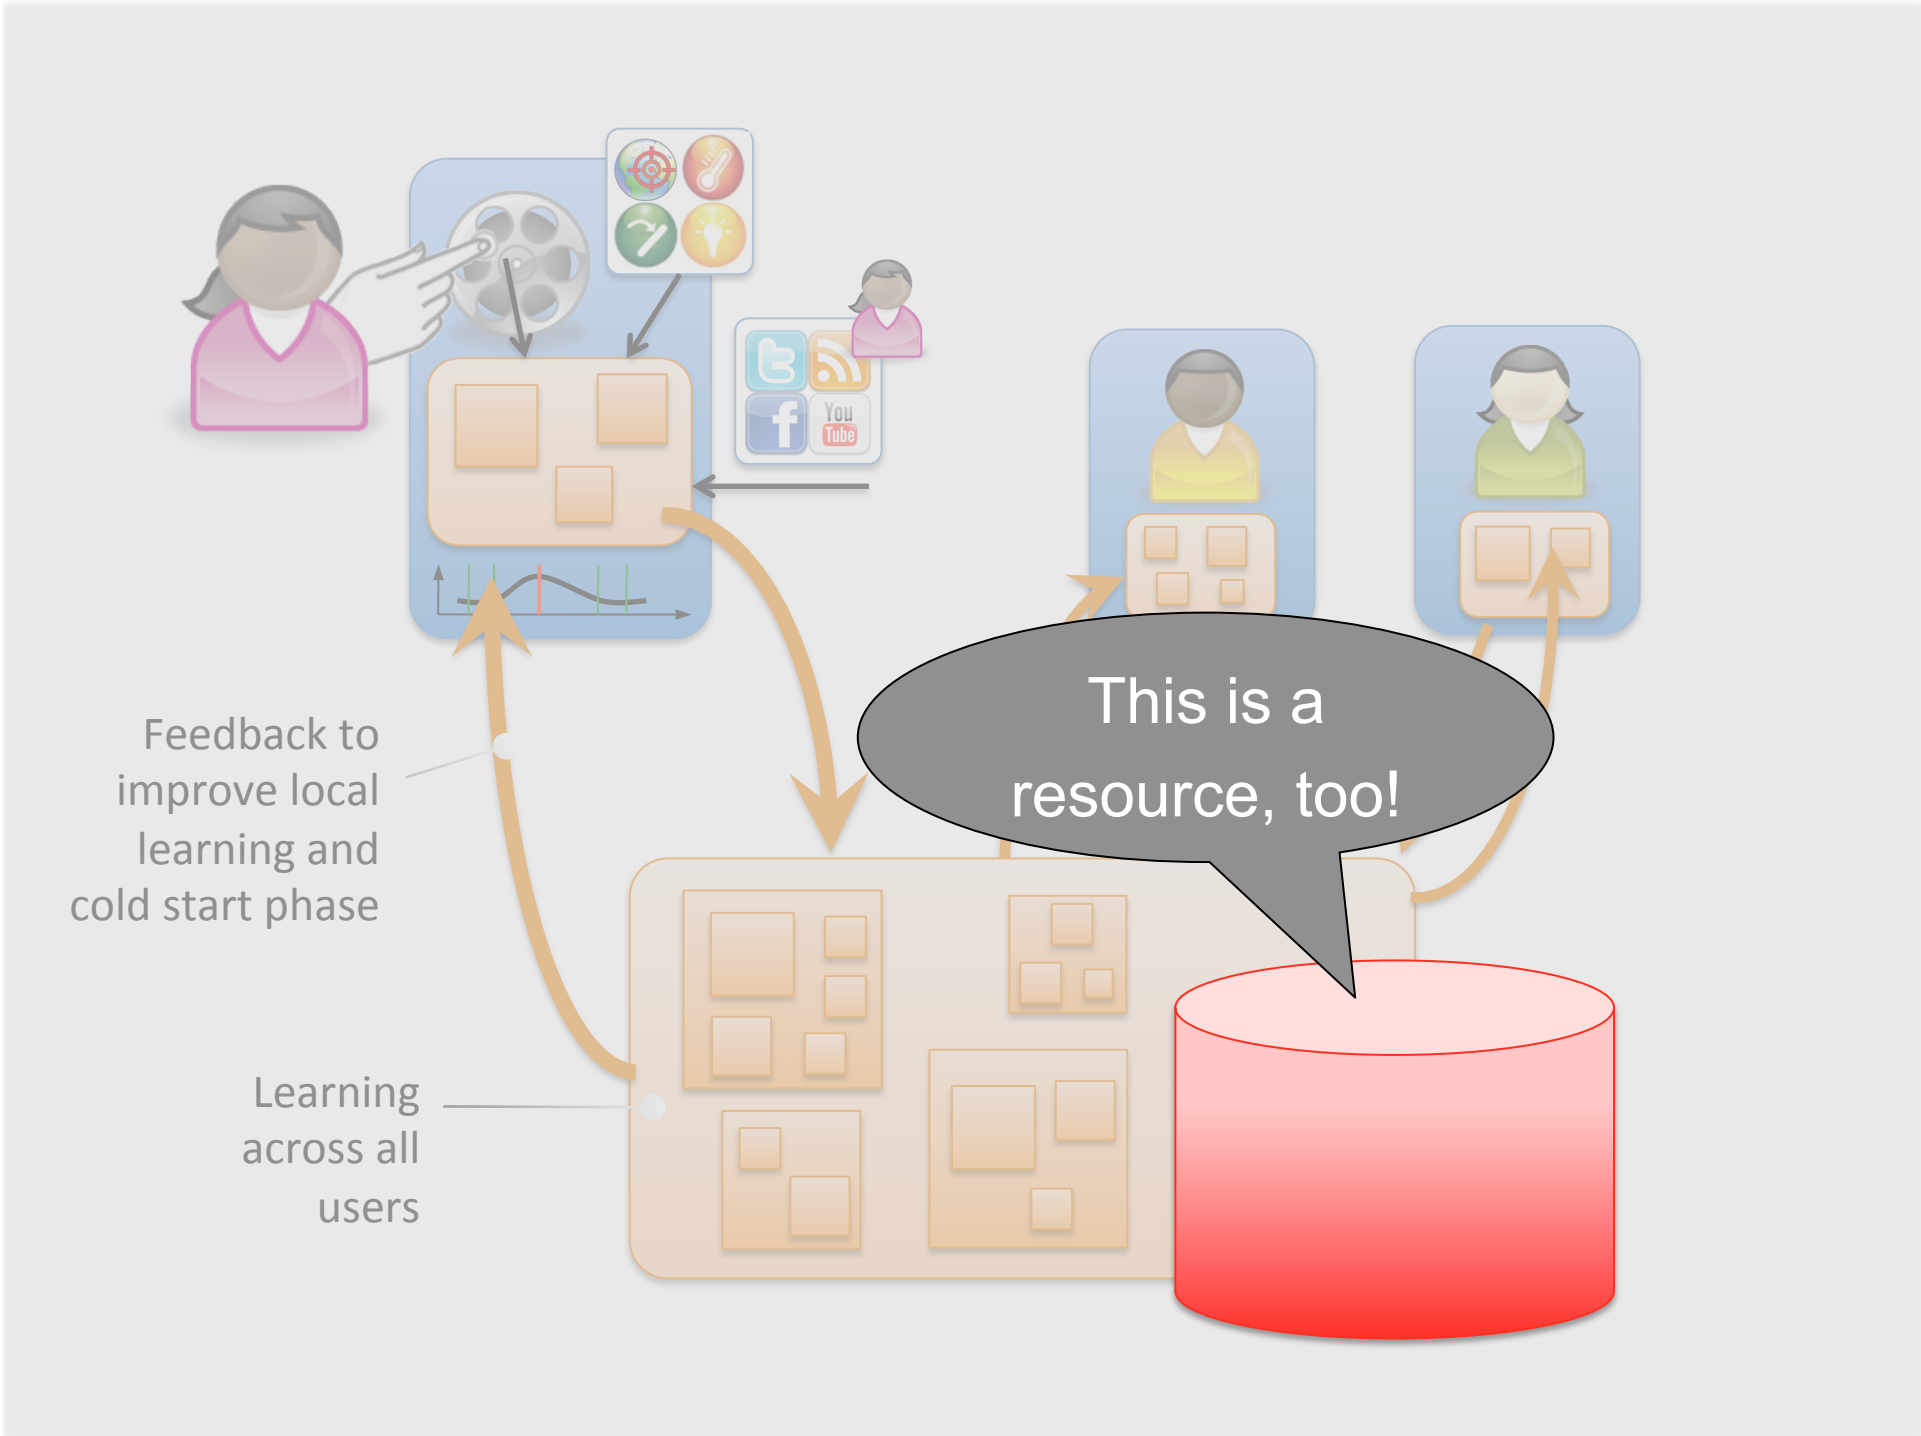 t
f
You
Tube
This is a
resource, too!
Feedback to
improve local
learning and
cold start phase
Learning
across all
users